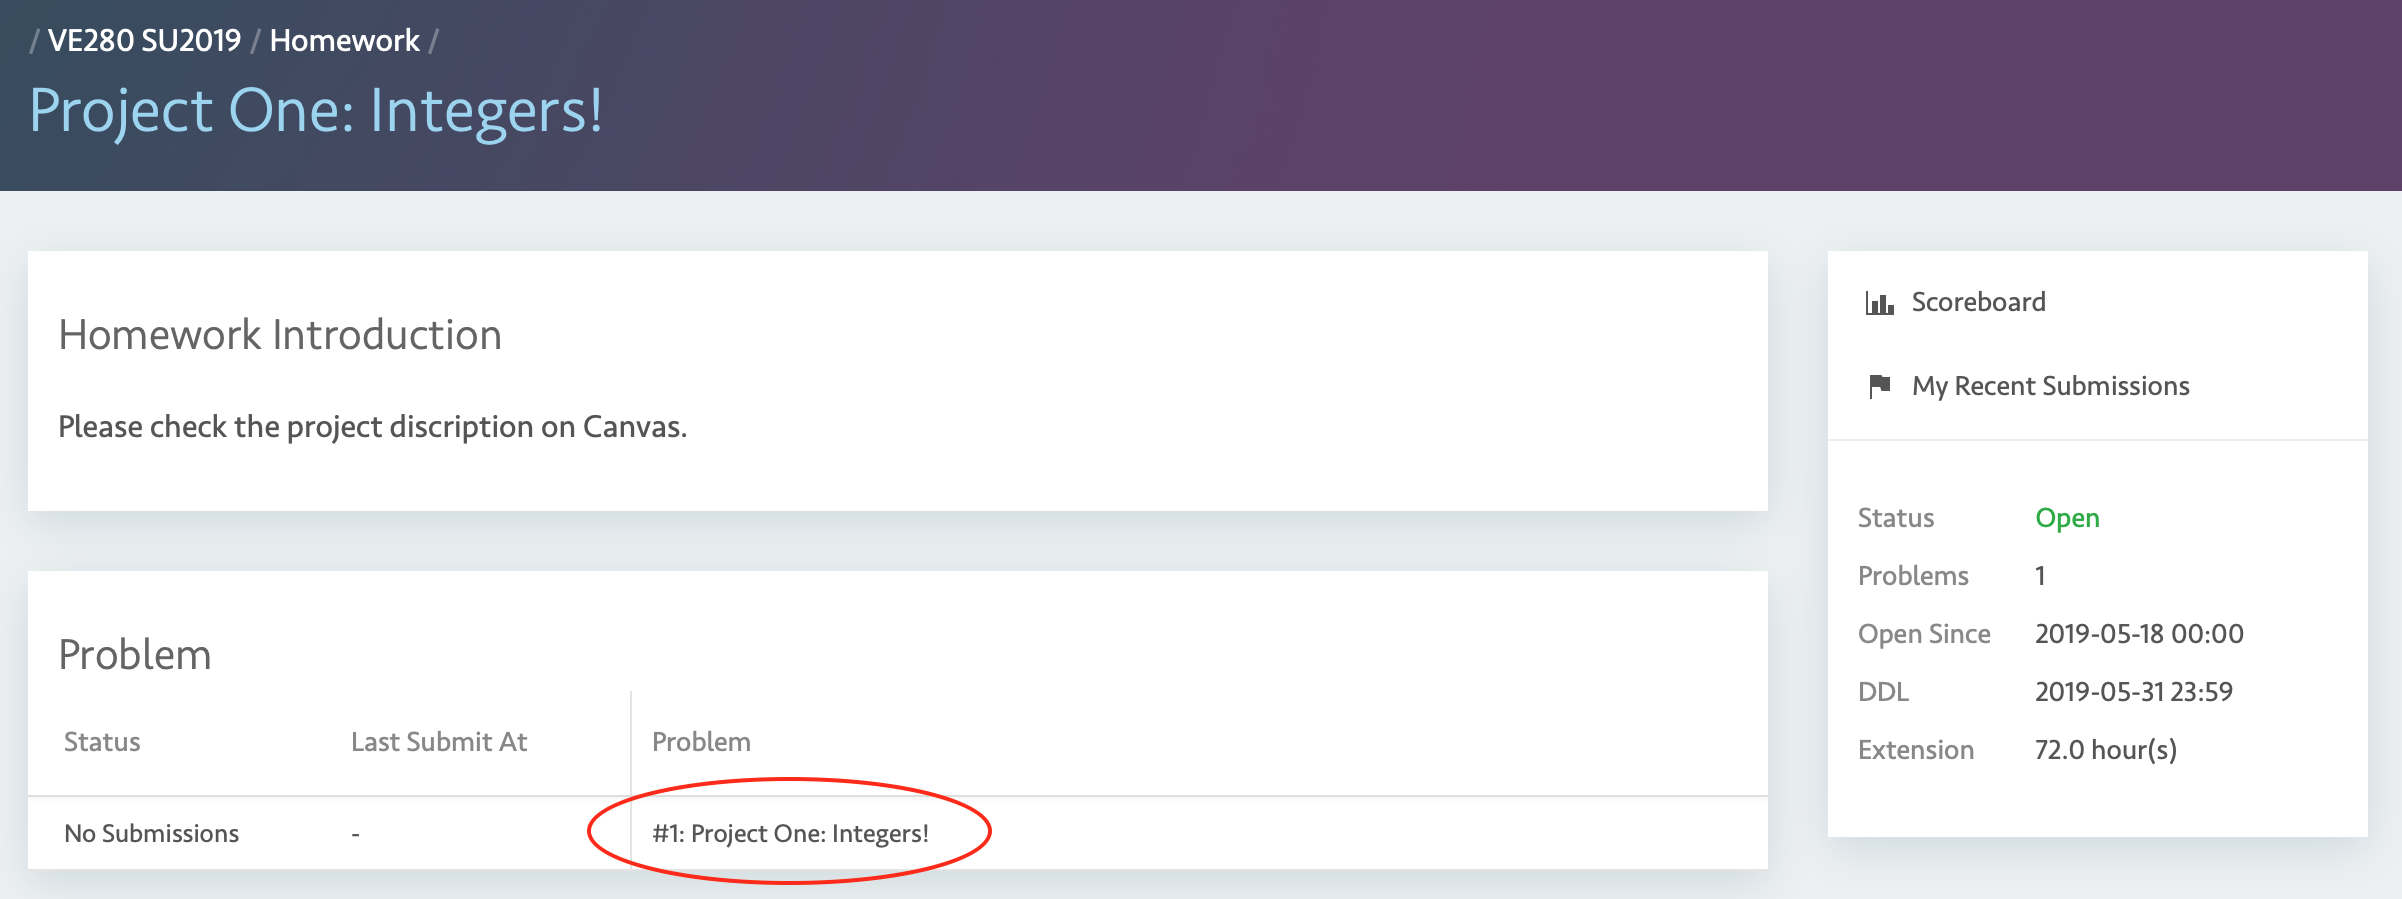 / VE280 SU2019 / Homework /
Project One: Integers!
Homework Introduction
Please check the project discription on Canvas.
Problem
Status Last Submit At Problem
No Submissions - #1: Project One: Integers!
Scoreboard
My Recent Submissions
Status Open
Problems 1
Open Since 2019-05-18 00:00
DDL 2019-05-31 23:59
Extension 72.0 hour(s)